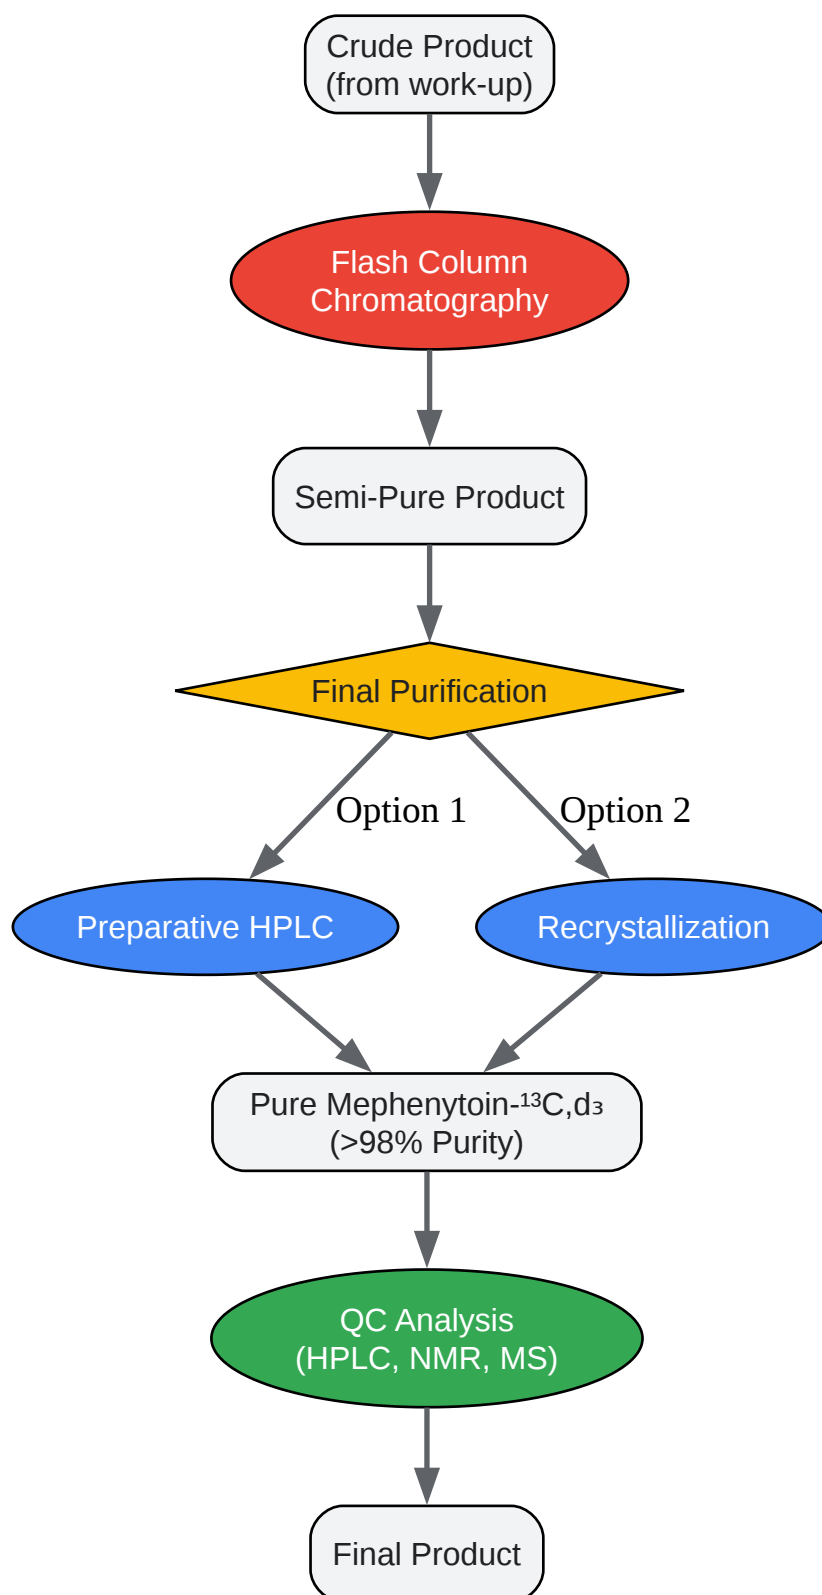 Crude Product
(from work-up)
Flash Column
Chromatography
Semi-Pure Product
Final Purification
Option 1
Option 2
Preparative HPLC
Recrystallization
Pure Mephenytoin-¹³C,d₃
(>98% Purity)
QC Analysis
(HPLC, NMR, MS)
Final Product